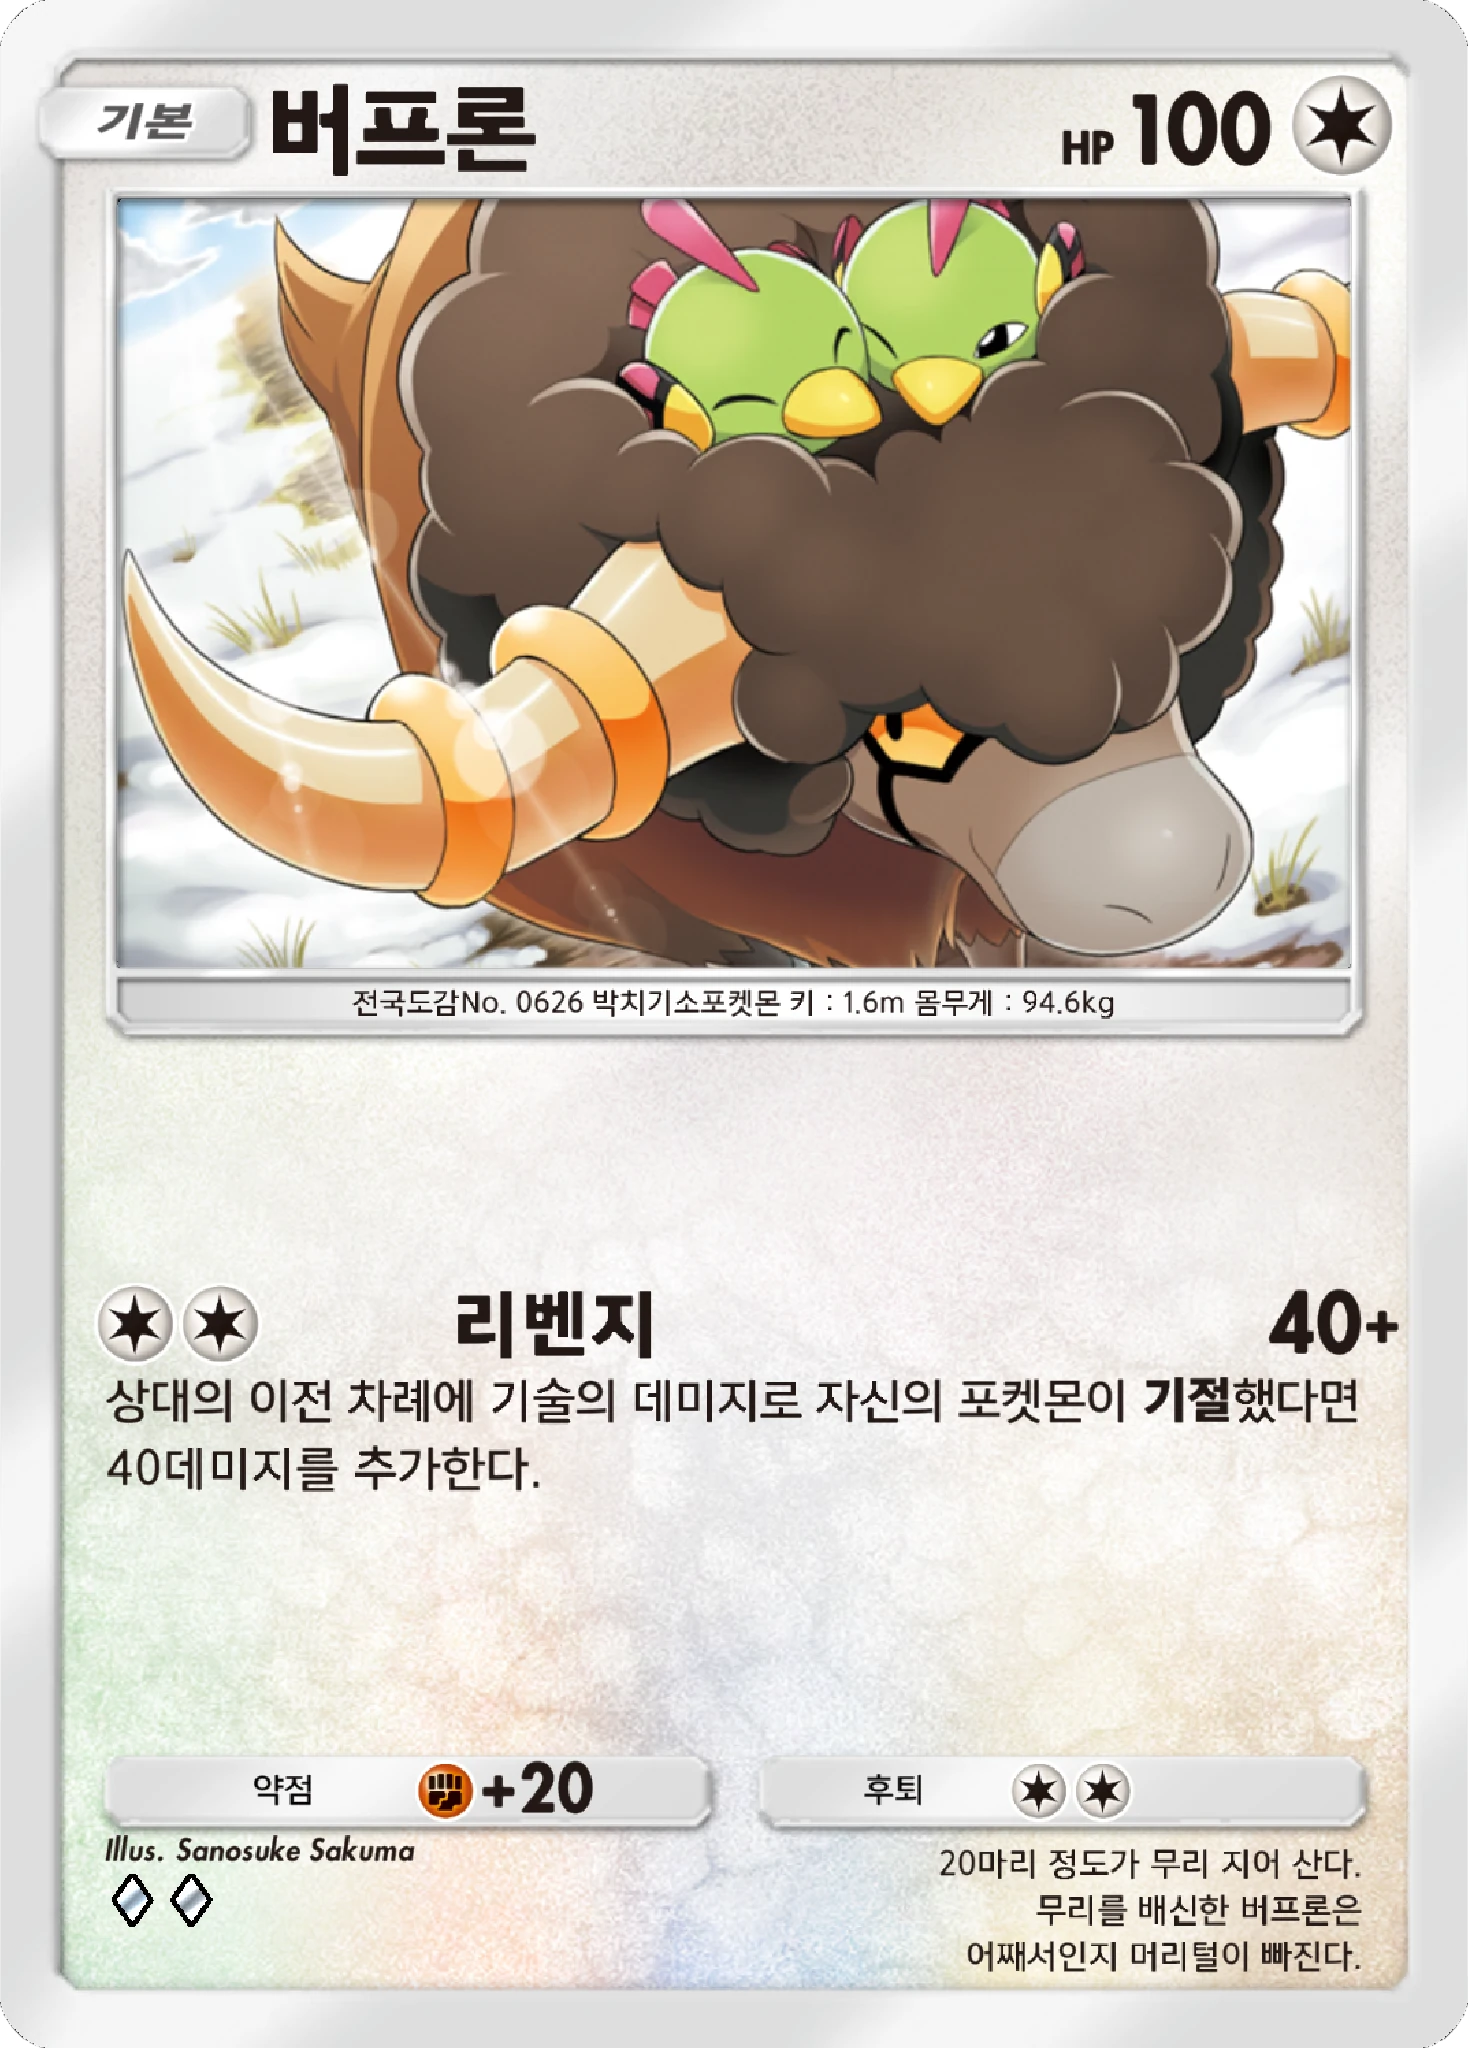 기본 버프론 HP 100
전국도감No. 0626 박치기소포켓몬 키 : 1.6m 몸무게 : 94.6kg
리벤지 40+
상대의 이전 차례에 기술의 데미지로 자신의 포켓몬이 기절했다면
40데미지를 추가한다.
약점 +20 후퇴
Illus. Sanosuke Sakuma
20마리 정도가 무리 지어 산다.
무리를 배신한 버프론은
어째서인지 머리털이 빠진다.